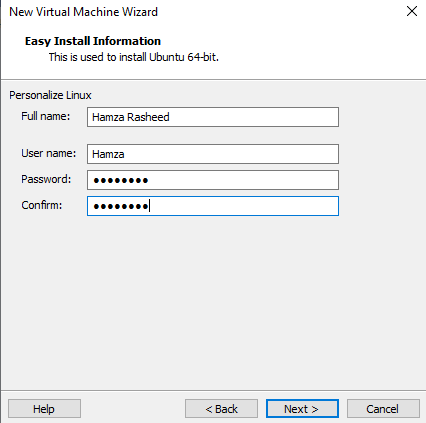 New Virtual Machine Wizard
Easy Install Information
This is used to install Ubuntu 64-bit.
Personalize Linux
Full name: Hamza Rasheed
User name: Hamza
Password: ●●●●●●●●
Confirm: ●●●●●●●●
Help < Back Next > Cancel